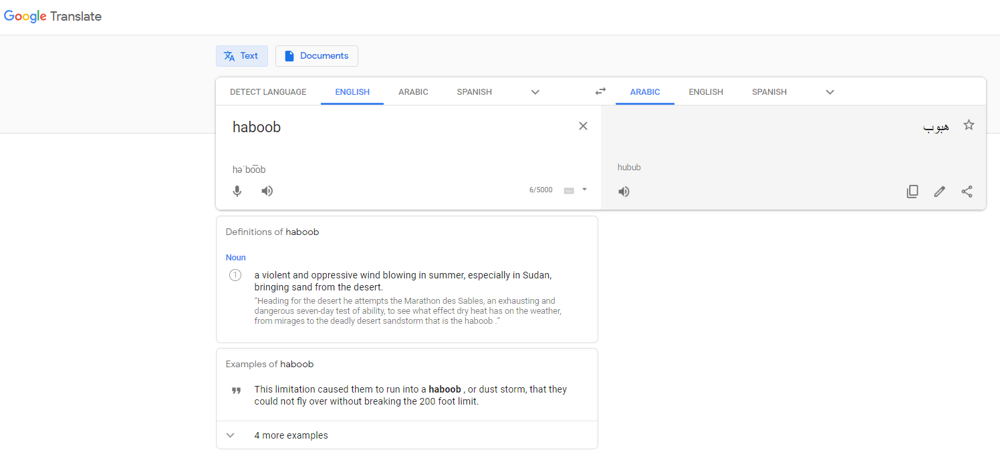 Google Translate
Text
Documents
DETECT LANGUAGE ENGLISH ARABIC SPANISH
ARABIC ENGLISH SPANISH
haboob
هبوب
həˈbo͞ob
hubub
6/5000
Definitions of haboob
Noun
1 a violent and oppressive wind blowing in summer, especially in Sudan,
bringing sand from the desert.
“Heading for the desert he attempts the Marathon des Sables, an exhausting and
dangerous seven-day test of ability, to see what effect dry heat has on the weather,
from mirages to the deadly desert sandstorm that is the haboob .”
Examples of haboob
This limitation caused them to run into a haboob , or dust storm, that they
could not fly over without breaking the 200 foot limit.
4 more examples